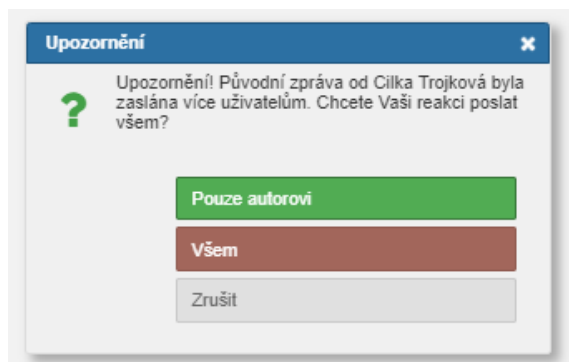 Upozornění
Upozornění! Původní zpráva od Cilka Trojková byla
zaslána více uživatelům. Chcete Vaši reakci poslat
všem?
Pouze autorovi
Všem
Zrušit